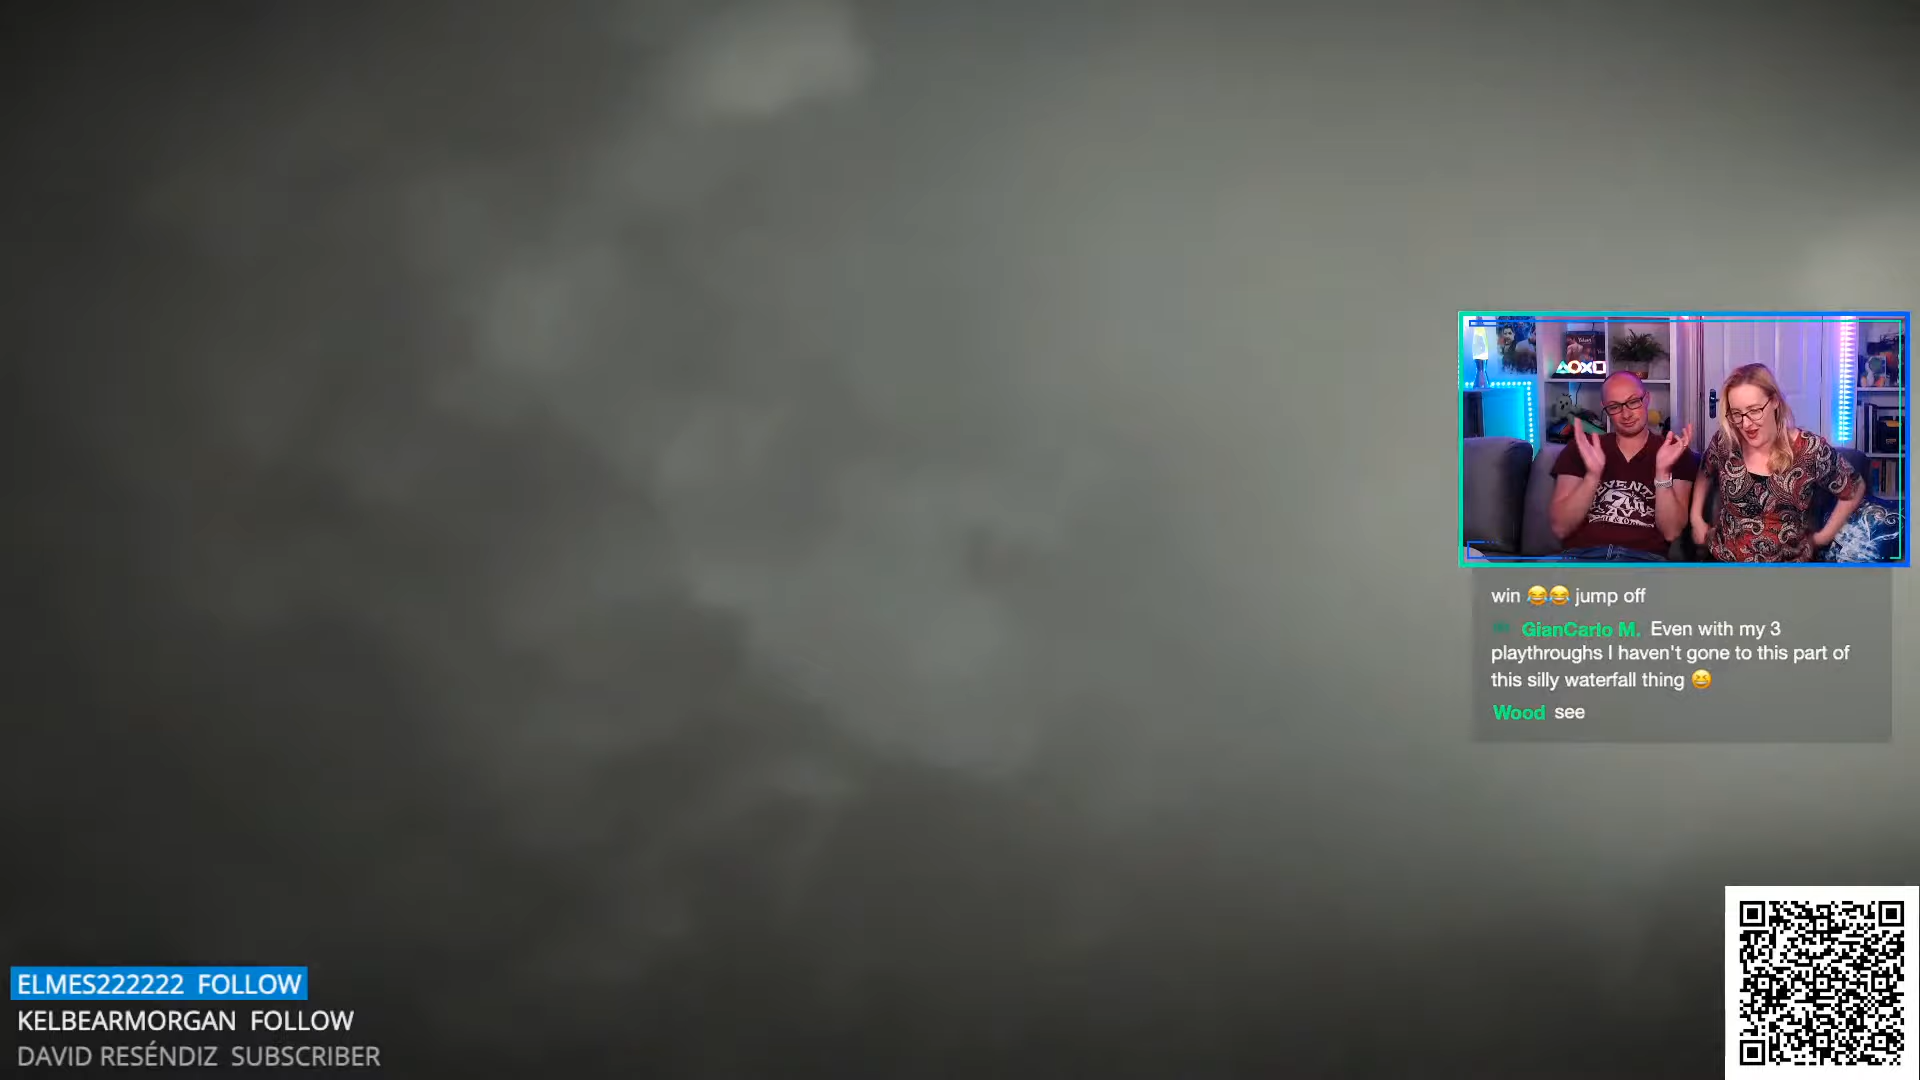 win 😂😂 jump off
GianCarlo M. Even with my 3
playthroughs I haven't gone to this part of
this silly waterfall thing 😆
Wood see
ELMES222222 FOLLOW
KELBEARMORGAN FOLLOW
DAVID RESÉNDIZ SUBSCRIBER